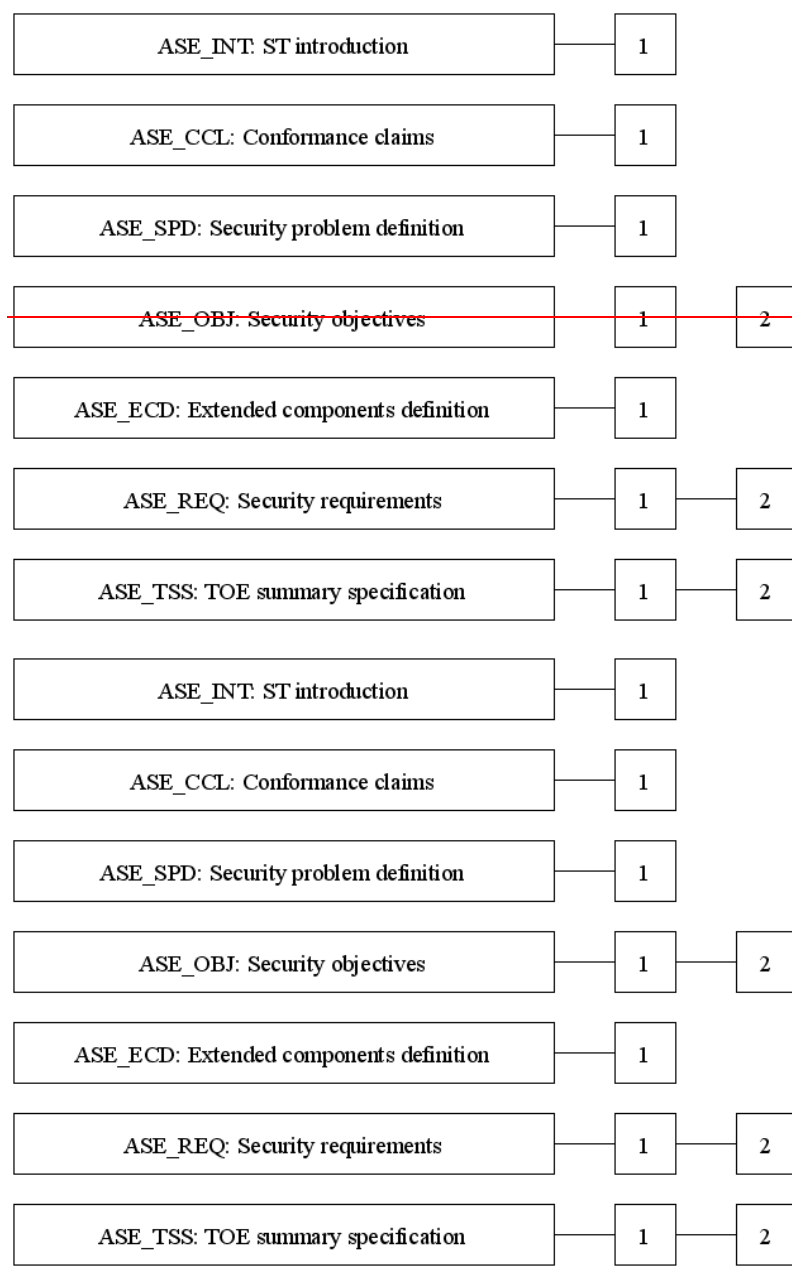 ASE_INT: ST introduction 1
ASE_CCL: Conformance claims 1
ASE_SPD: Security problem definition 1
ASE_OBJ: Security objectives 1 2
ASE_ECD: Extended components definition 1
ASE_REQ: Security requirements 1 2
ASE_TSS: TOE summary specification 1 2
ASE_INT: ST introduction 1
ASE_CCL: Conformance claims 1
ASE_SPD: Security problem definition 1
ASE_OBJ: Security objectives 1 2
ASE_ECD: Extended components definition 1
ASE_REQ: Security requirements 1 2
ASE_TSS: TOE summary specification 1 2